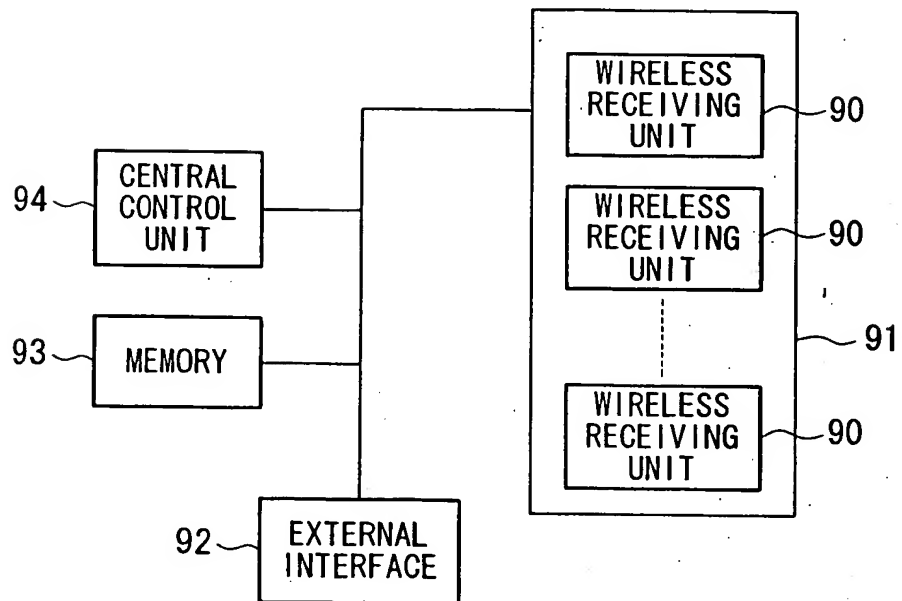 WIRELESS
RECEIVING
UNIT
90
CENTRAL
CONTROL
UNIT
94
WIRELESS
RECEIVING
UNIT
90
93
MEMORY
91
WIRELESS
RECEIVING
UNIT
90
92
EXTERNAL
INTERFACE